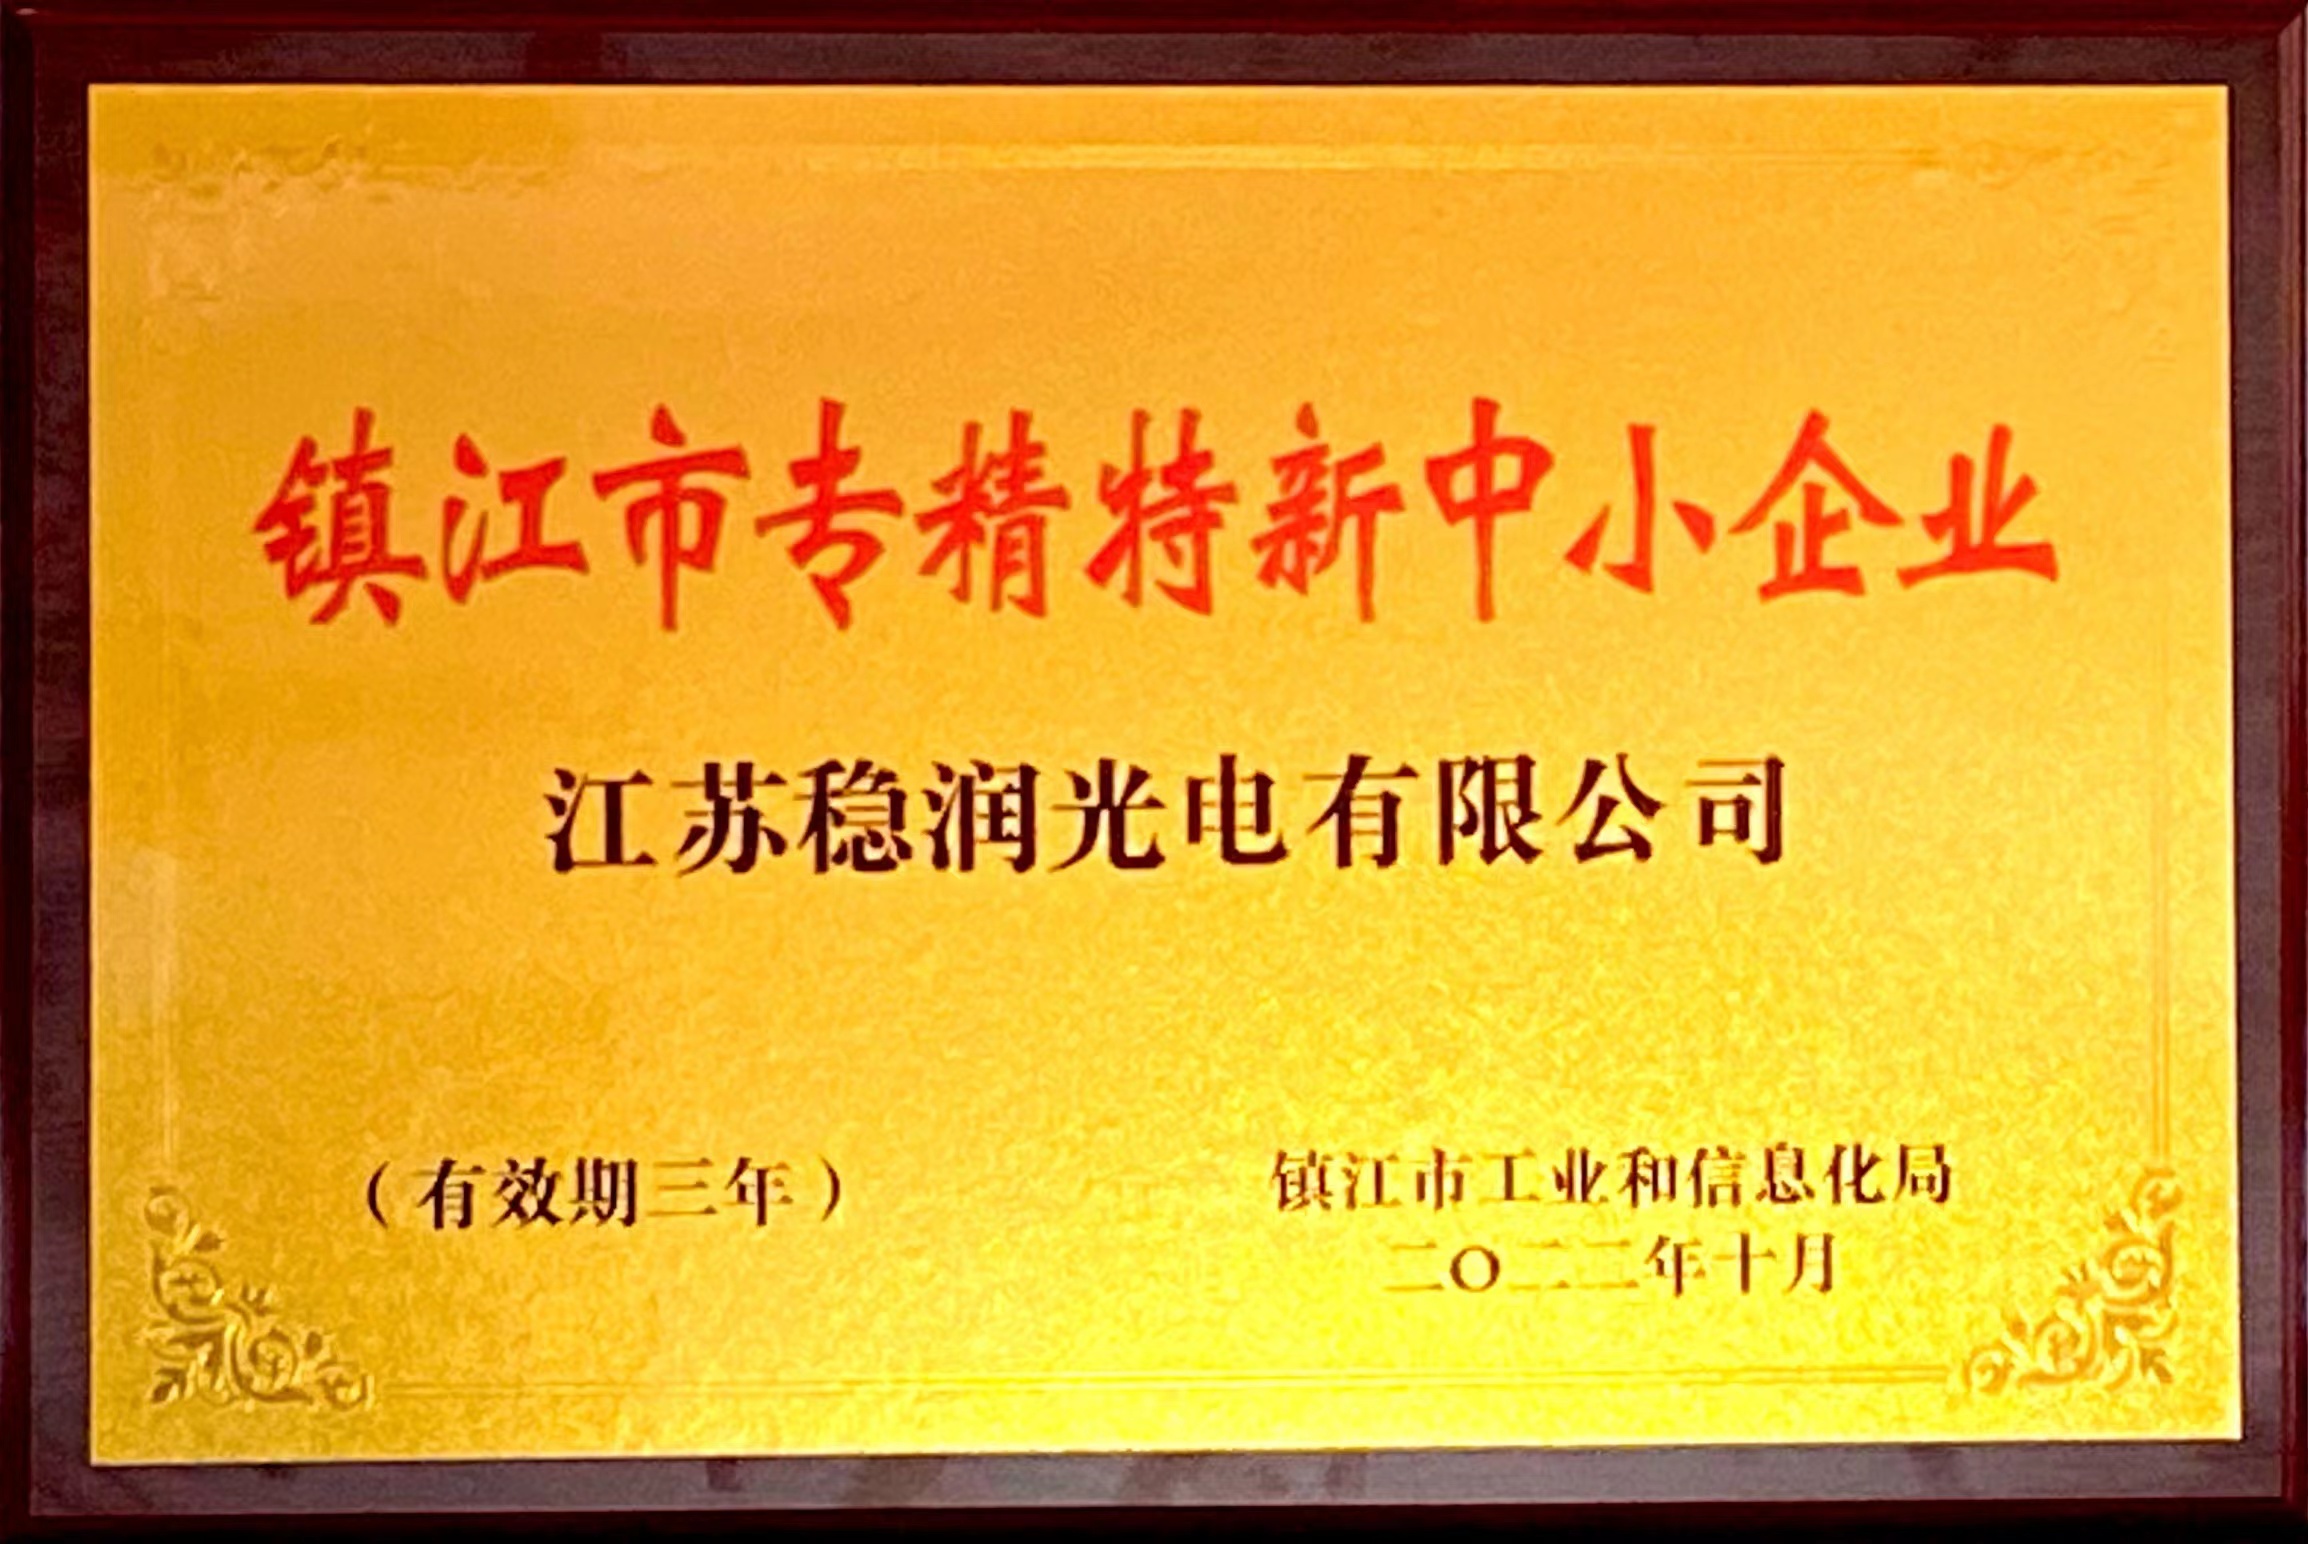 镇江市专精特新中小企业
江苏稳润光电有限公司
（有效期三年）
镇江市工业和信息化局
二〇二二年十月